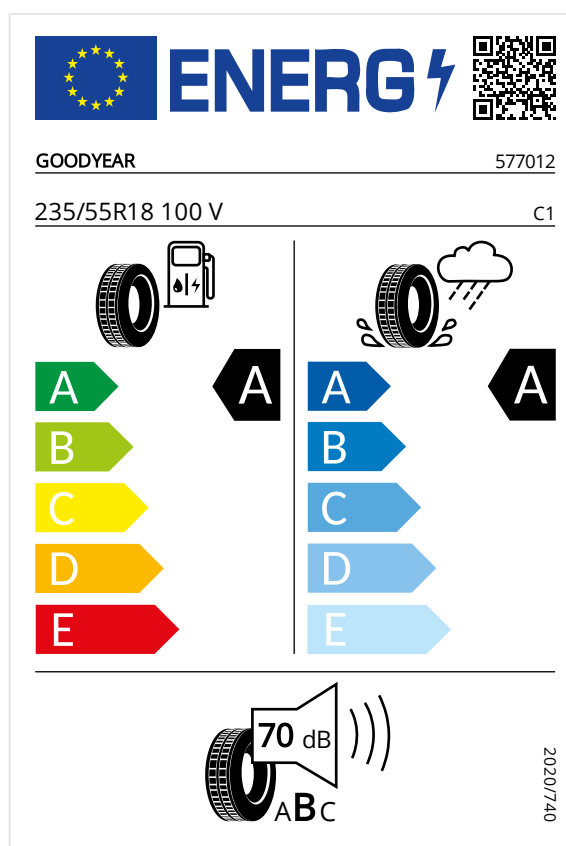 ENERG
GOODYEAR 577012
235/55R18 100 V C1
A A A A
B B
C C
D D
E E
70 dB
ABC
2020/740